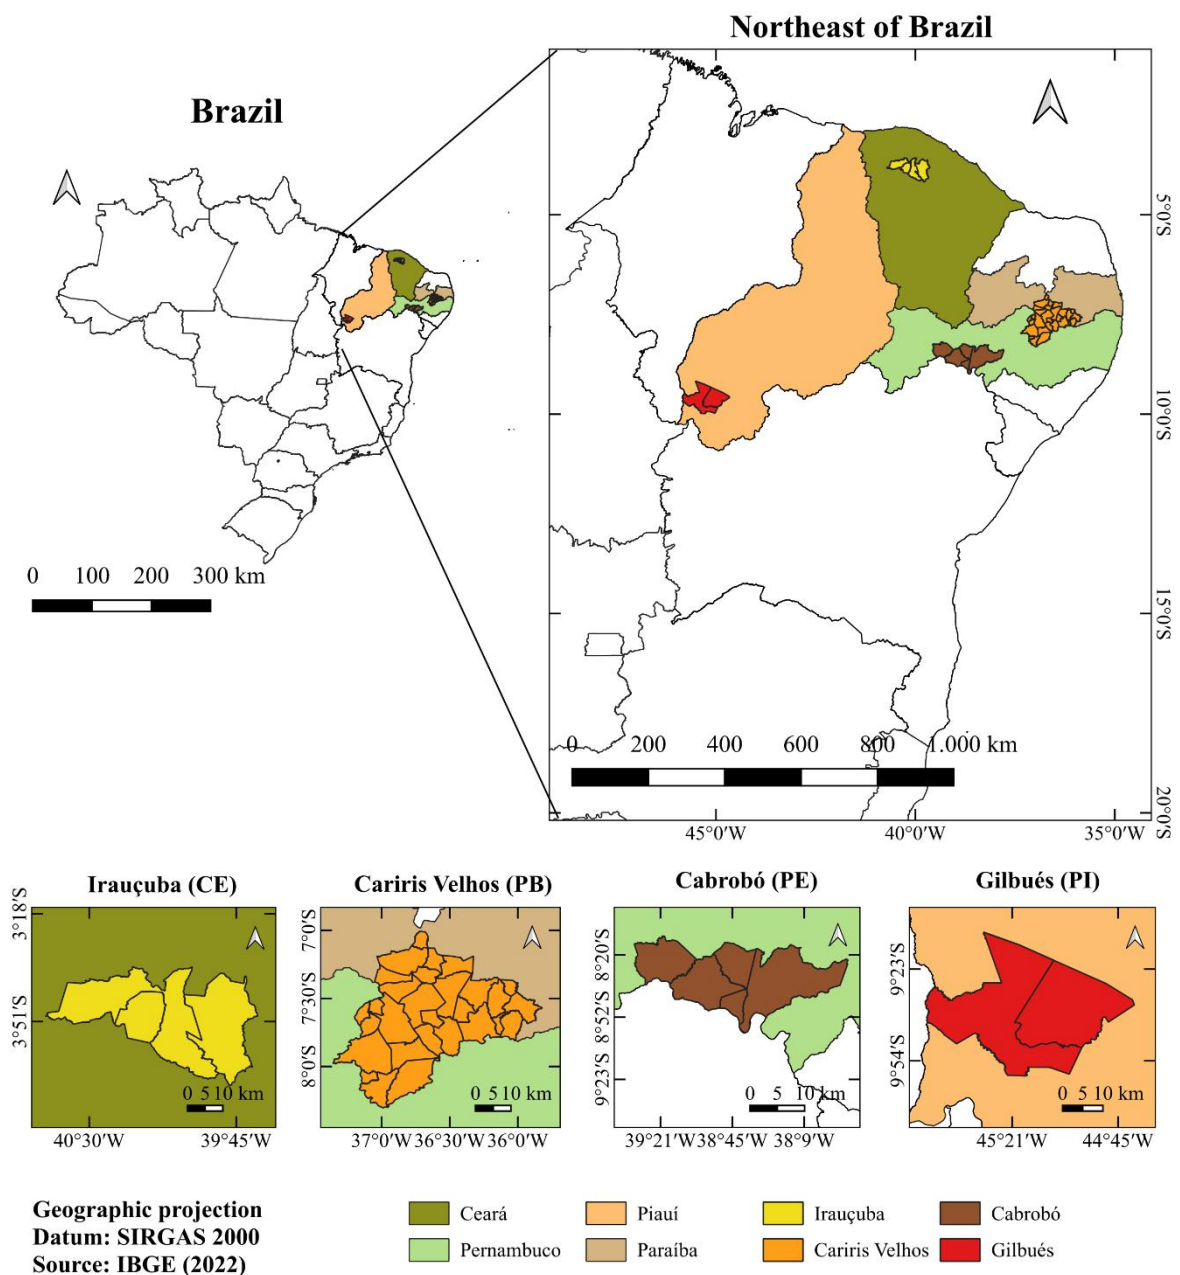 Northeast of Brazil
Brazil
0 100 200 300 km
5°0'S
10°0'S
15°0'S
20°0'S
0 200 400 600 800 1.000 km
45°0'W 40°0'W 35°0'W
Irauçuba (CE)
3°18'S
3°51'S
0 5 10 km
40°30'W 39°45'W
Cariris Velhos (PB)
7°0'S
7°30'S
8°0'S
0 5 10 km
37°0'W 36°30'W 36°0'W
Cabrobó (PE)
8°20'S
8°52'S
9°23'S
0 5 10 km
39°21'W 38°45'W 38°9'W
Gilbués (PI)
9°23'S
9°54'S
0 5 10 km
45°21'W 44°45'W
Geographic projection
Datum: SIRGAS 2000
Source: IBGE (2022)
Ceará Piauí Irauçuba Cabrobó
Pernambuco Paraíba Cariris Velhos Gilbués